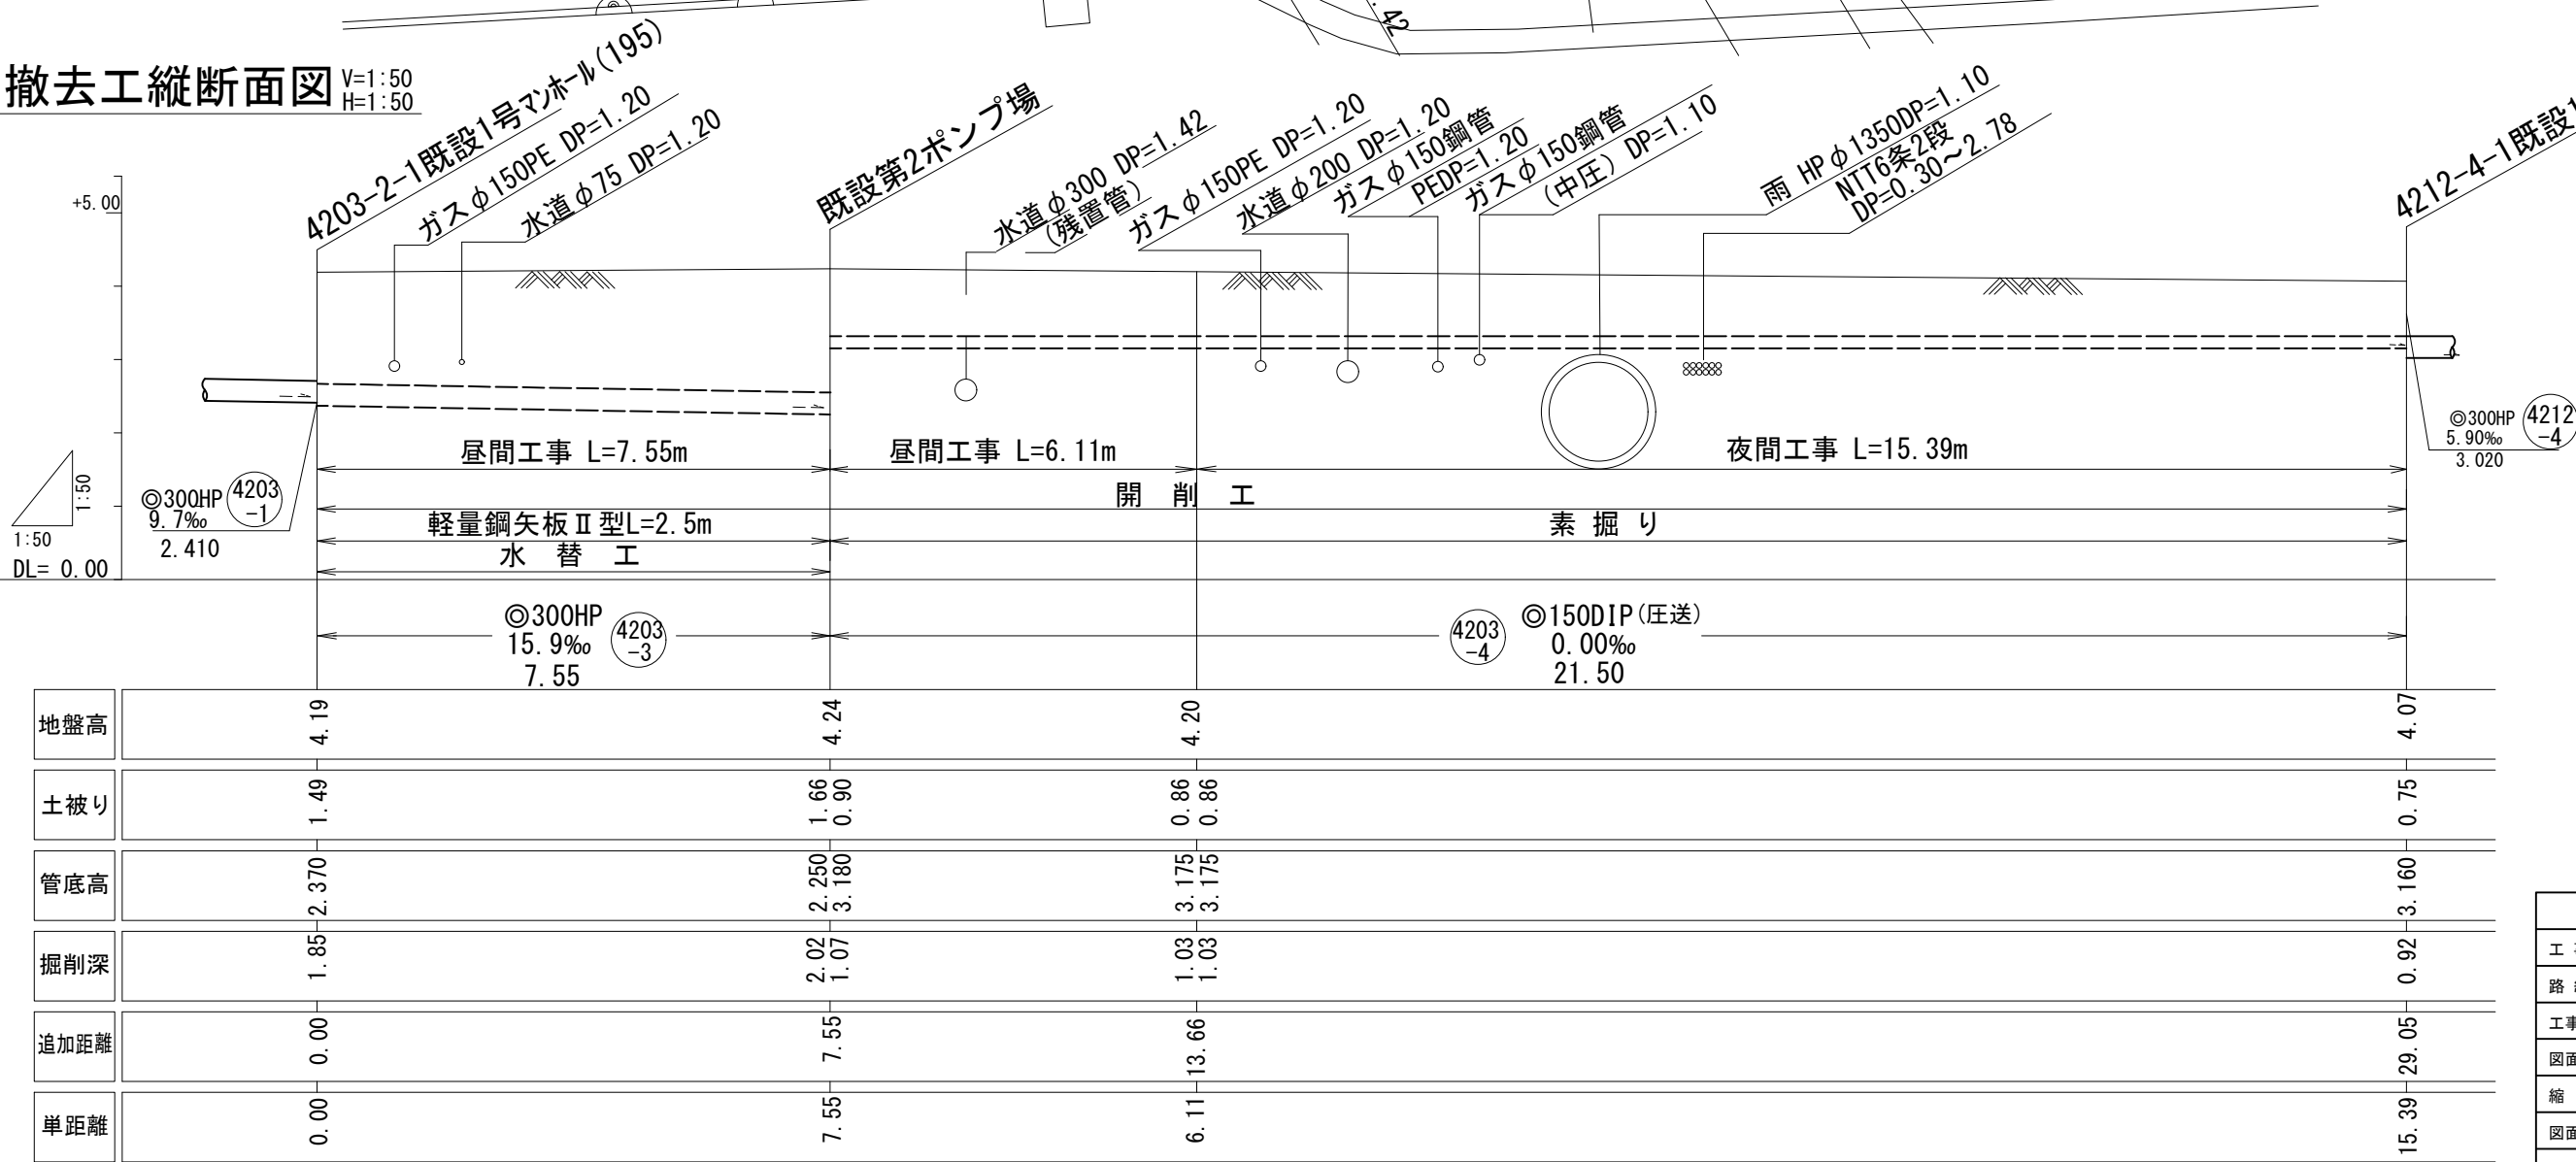 .42
撤去工縦断面図 V=1:50
H=1:50
4203-2-1既設1号マンホール(195)
ガスφ150PE DP=1.20
水道φ75 DP=1.20
既設第2ポンプ場
水道φ300 DP=1.42
(残置管)
ガスφ150PE DP=1.20
水道φ200 DP=1.20
ガスφ150鋼管
PEDP=1.20
ガスφ150鋼管
(中圧) DP=1.10
雨 HPφ1350DP=1.10
NTT6条2段
DP=0.30～2.78
4212-4-1既設1
+5.00
1:50
1:50
DL= 0.00
◎300HP 4203-1
9.7‰
2.410
昼間工事 L=7.55m
昼間工事 L=6.11m
夜間工事 L=15.39m
開 削 工
軽量鋼矢板Ⅱ型L=2.5m
素 掘 り
水 替 工
◎300HP 4212-4
5.90‰
3.020
◎300HP
15.9‰
7.55
4203-3
4203-4
◎150DIP(圧送)
0.00‰
21.50
地盤高 4.19 4.24 4.20 4.07
土被り 1.49 1.66 0.90 0.86 0.86 0.75
管底高 2.370 2.250 3.180 3.175 3.175 3.160
掘削深 1.85 2.02 1.07 1.03 1.03 0.92
追加距離 0.00 7.55 13.66 29.05
単距離 0.00 7.55 6.11 15.39
工
路
工事
図面
縮
図面